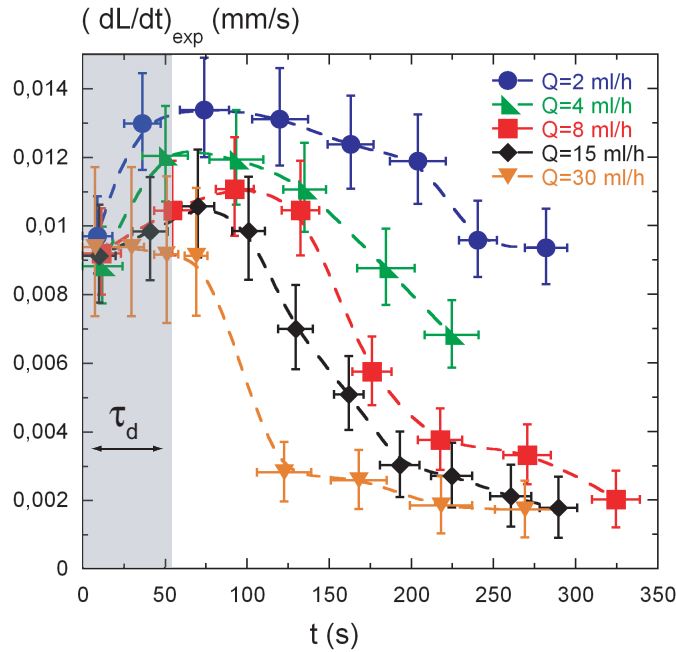 ( dL/dt)exp (mm/s)
0,014
0,012
0,01
0,008
0,006
0,004
0,002
0
Q=2 ml/h
Q=4 ml/h
Q=8 ml/h
Q=15 ml/h
Q=30 ml/h
τd
0 50 100 150 200 250 300 350
t (s)